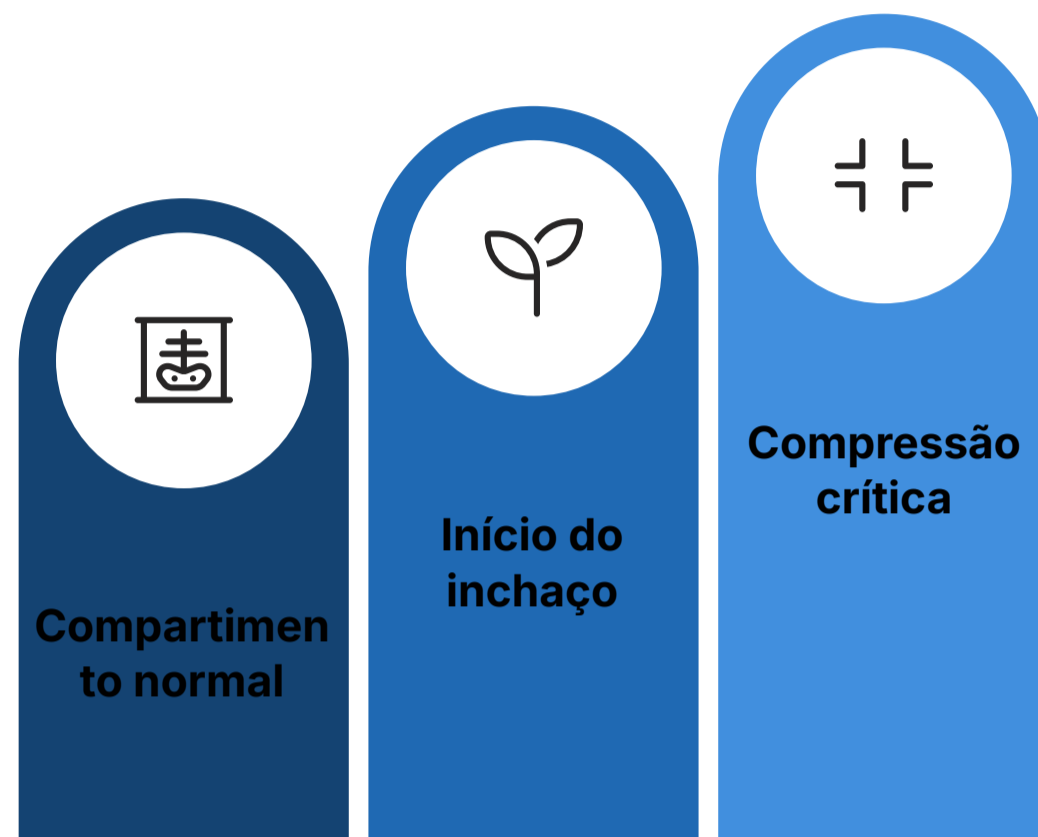 Compartimen
to normal
Início do
inchaço
Compressão
crítica